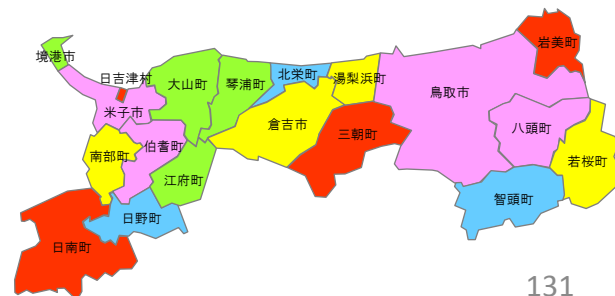 境港市
日吉津村
米子市
大山町
琴浦町
北栄町
湯梨浜町
鳥取市
岩美町
八頭町
若桜町
智頭町
三朝町
倉吉市
伯耆町
南部町
江府町
日野町
日南町
131